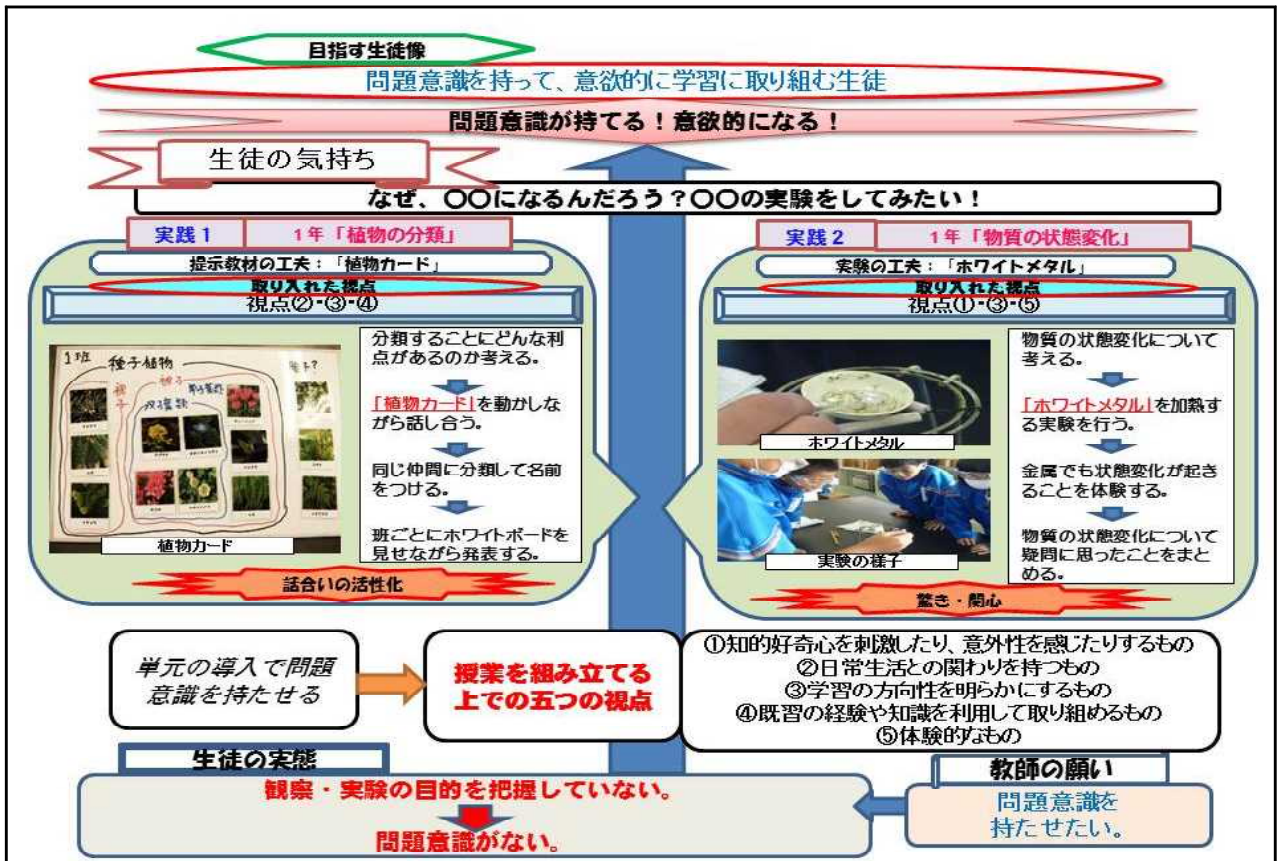 目指す生徒像
問題意識を持って、意欲的に学習に取り組む生徒
問題意識が持てる！意欲的になる！
生徒の気持ち
なぜ、〇〇になるんだろう？〇〇の実験をしてみたい！
実践１
１年「植物の分類」
提示教材の工夫：「植物カード」
取り入れた視点
視点②・③・④
1班
種子植物
裸子
双子葉類
植物カード
分類することにどんな利
点があるのか考える。
「植物カード」を動かしな
がら話し合う。
同じ仲間に分類して名前
をつける。
班ごとにホワイトボードを
見せながら発表する。
話合いの活性化
実践２
１年「物質の状態変化」
実験の工夫：「ホワイトメタル」
取り入れた視点
視点①・③・⑤
ホワイトメタル
実験の様子
物質の状態変化について
考える。
「ホワイトメタル」を加熱す
る実験を行う。
金属でも状態変化が起き
ることを体験する。
物質の状態変化について
疑問に思ったことをまと
める。
驚き・関心
単元の導入で問題
意識を持たせる
授業を組み立てる
上での五つの視点
①知的好奇心を刺激したり、意外性を感じたりするもの
②日常生活との関わりを持つもの
③学習の方向性を明らかにするもの
④既習の経験や知識を利用して取り組めるもの
⑤体験的なもの
生徒の実態
観察・実験の目的を把握していない。
問題意識がない。
教師の願い
問題意識を
持たせたい。